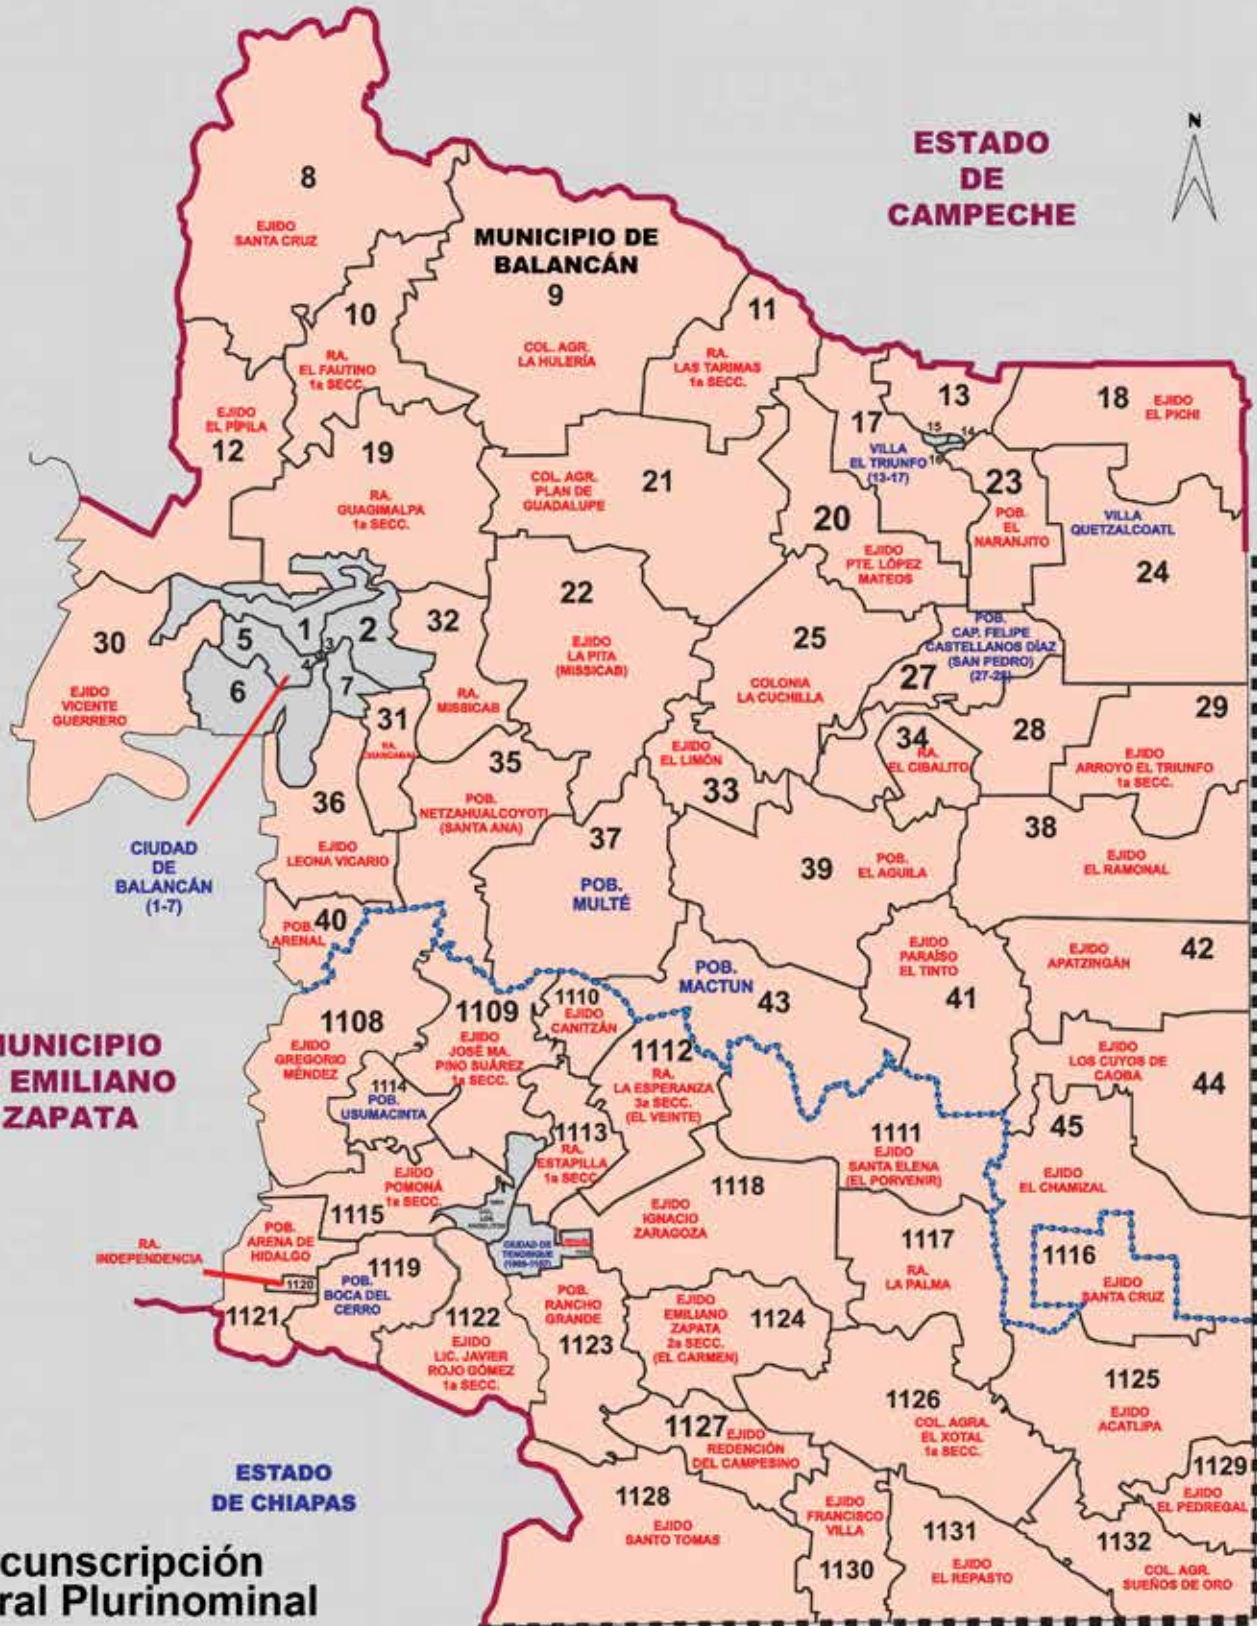 N
ESTADO
DE
CAMPECHE
8
EJIDO
SANTA CRUZ
MUNICIPIO DE
BALANCÁN
9
COL. AGR.
LA HULERÍA
10
RA.
EL FAUTINO
1a SECC.
11
RA.
LAS TARIMAS
1a SECC.
EJIDO
EL PÍPILA
12
13
15
14
16
17
VILLA
EL TRIUNFO
(13-17)
18
EJIDO
EL PICHI
19
RA.
GUAGIMALPA
1a SECC.
COL. AGR.
PLAN DE
GUADALUPE
21
20
EJIDO
PTE. LÓPEZ
MATEOS
23
POB.
EL
NARANJITO
VILLA
QUETZALCOATL
24
22
EJIDO
LA PITA
(MISSICAB)
25
COLONIA
LA CUCHILLA
POB.
CAP. FELIPE
CASTELLANOS DÍAZ
(SAN PEDRO)
(27-28)
27
28
29
EJIDO
ARROYO EL TRIUNFO
1a SECC.
30
EJIDO
VICENTE
GUERRERO
5
1
3
2
4
6
7
32
RA.
MISSICAB
31
RA.
36
EJIDO
LEONA VICARIO
35
POB.
NETZAHUALCOYOTL
(SANTA ANA)
EJIDO
EL LIMÓN
33
34
RA.
EL CIBALITO
CIUDAD
DE
BALANCÁN
(1-7)
37
POB.
MULTÉ
39
POB.
EL AGUILA
38
EJIDO
EL RAMONAL
40
POB.
ARENAL
POB.
MACTUN
43
EJIDO
PARAÍSO
EL TINTO
41
EJIDO
APATZINGÁN
42
MUNICIPIO
EMILIANO
ZAPATA
1108
EJIDO
GREGORIO
MÉNDEZ
1109
EJIDO
JOSÉ MA.
PINO SUÁREZ
1a SECC.
1110
EJIDO
CANITZÁN
1112
RA.
LA ESPERANZA
3a SECC.
(EL VEINTE)
EJIDO
LOS CUYOS DE
CAOBA
44
1114
POB.
USUMACINTA
1113
RA.
ESTAPILLA
1a SECC.
1111
EJIDO
SANTA ELENA
(EL PORVENIR)
45
EJIDO
EL CHAMIZAL
EJIDO
POMONÁ
1a SECC.
1115
1118
EJIDO
IGNACIO
ZARAGOZA
1117
RA.
LA PALMA
1116
EJIDO
SANTA CRUZ
RA.
INDEPENDENCIA
POB.
ARENA DE
HIDALGO
1120
1121
1119
POB.
BOCA DEL
CERRO
CIUDAD DE
TENOSIQUE
1122
EJIDO
LIC. JAVIER
ROJO GÓMEZ
1a SECC.
POB.
RANCHO
GRANDE
1123
EJIDO
EMILIANO
ZAPATA
2a SECC.
(EL CARMEN)
1124
1125
EJIDO
ACATLIPA
1126
COL. AGRA.
EL XOTAL
1a SECC.
1127
EJIDO
REDENCIÓN
DEL CAMPESINO
1129
EJIDO
EL PEDREGAL
ESTADO
DE CHIAPAS
1128
EJIDO
SANTO TOMAS
EJIDO
FRANCISCO
VILLA
1130
1131
EJIDO
EL REPASTO
1132
COL. AGR.
SUEÑOS DE ORO
cunscripción
ral Plurinominal